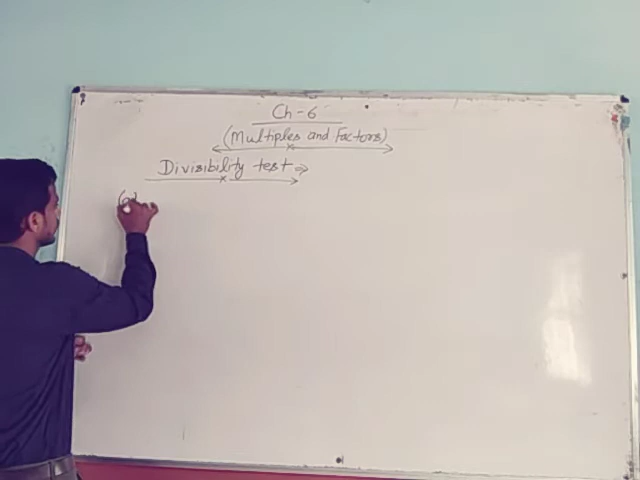 Ch-6
(Multiples and Factors)
Divisibility test ⇒